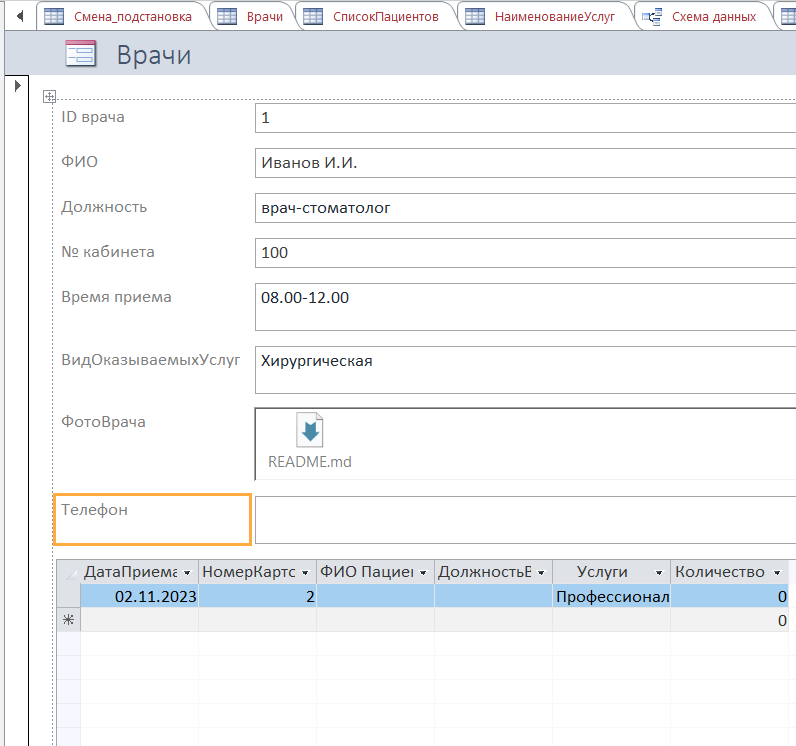 Смена_подстановка Врачи СписокПациентов НаименованиеУслуг Схема данных
Врачи
ID врача 1
ФИО Иванов И.И.
Должность врач-стоматолог
№ кабинета 100
Время приема 08.00-12.00
ВидОказываемыхУслуг Хирургическая
ФотоВрача
README.md
Телефон
ДатаПриема НомерКарто ФИО Пациен ДолжностьВ Услуги Количество
02.11.2023 2 Профессионал 0
0